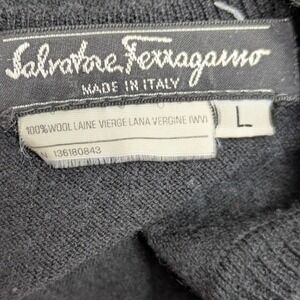 Salvatore Ferragamo
MADE IN ITALY
100%WOOL LAINE VIERGE LANA VERGINE (WV)
L
136180843